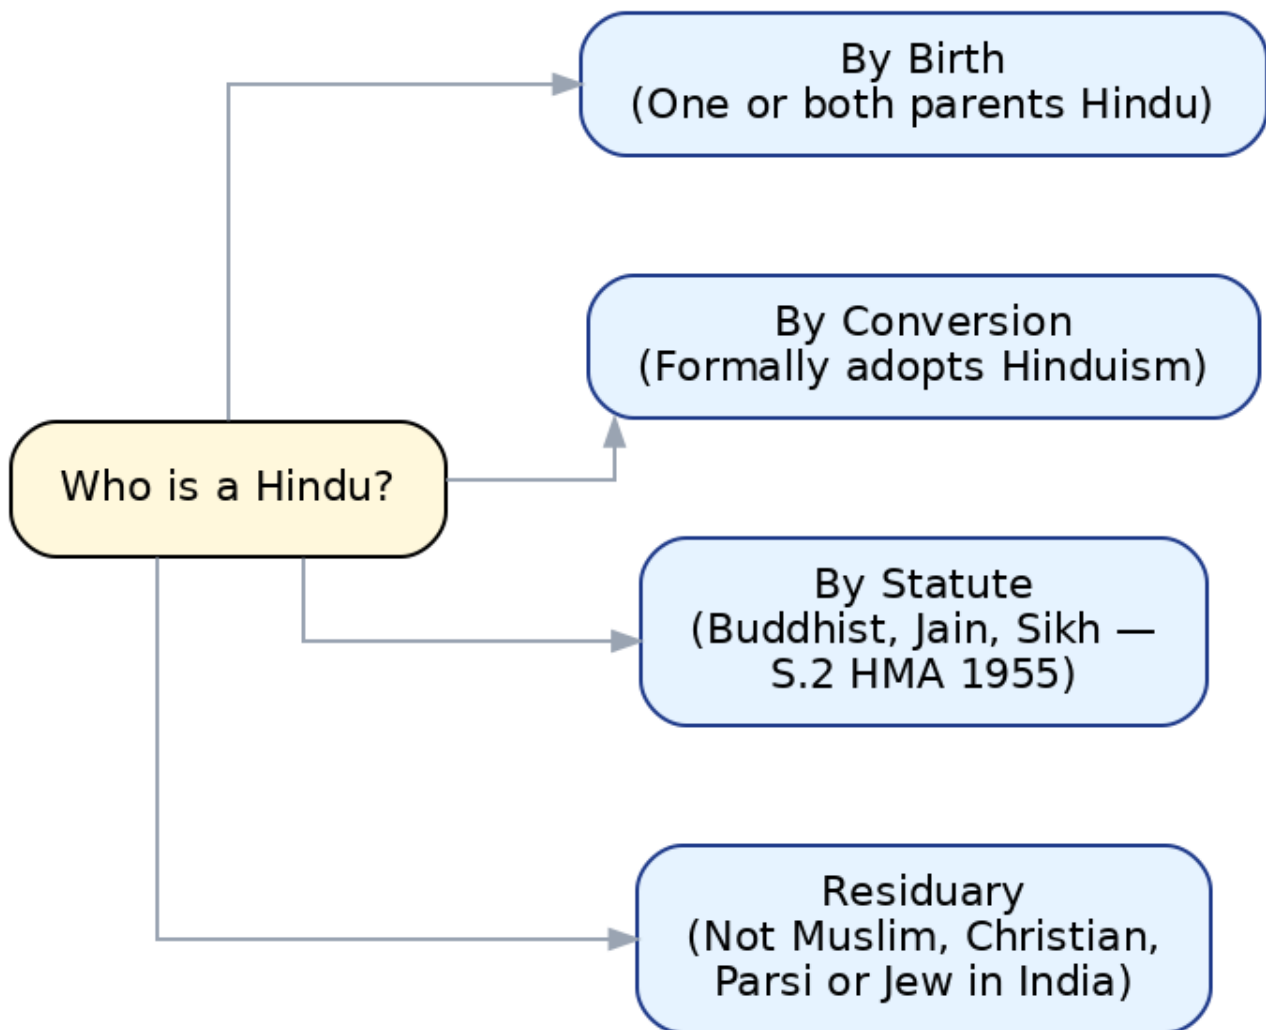 By Birth
(One or both parents Hindu)
By Conversion
(Formally adopts Hinduism)
Who is a Hindu?
By Statute
(Buddhist, Jain, Sikh —
S.2 HMA 1955)
Residuary
(Not Muslim, Christian,
Parsi or Jew in India)